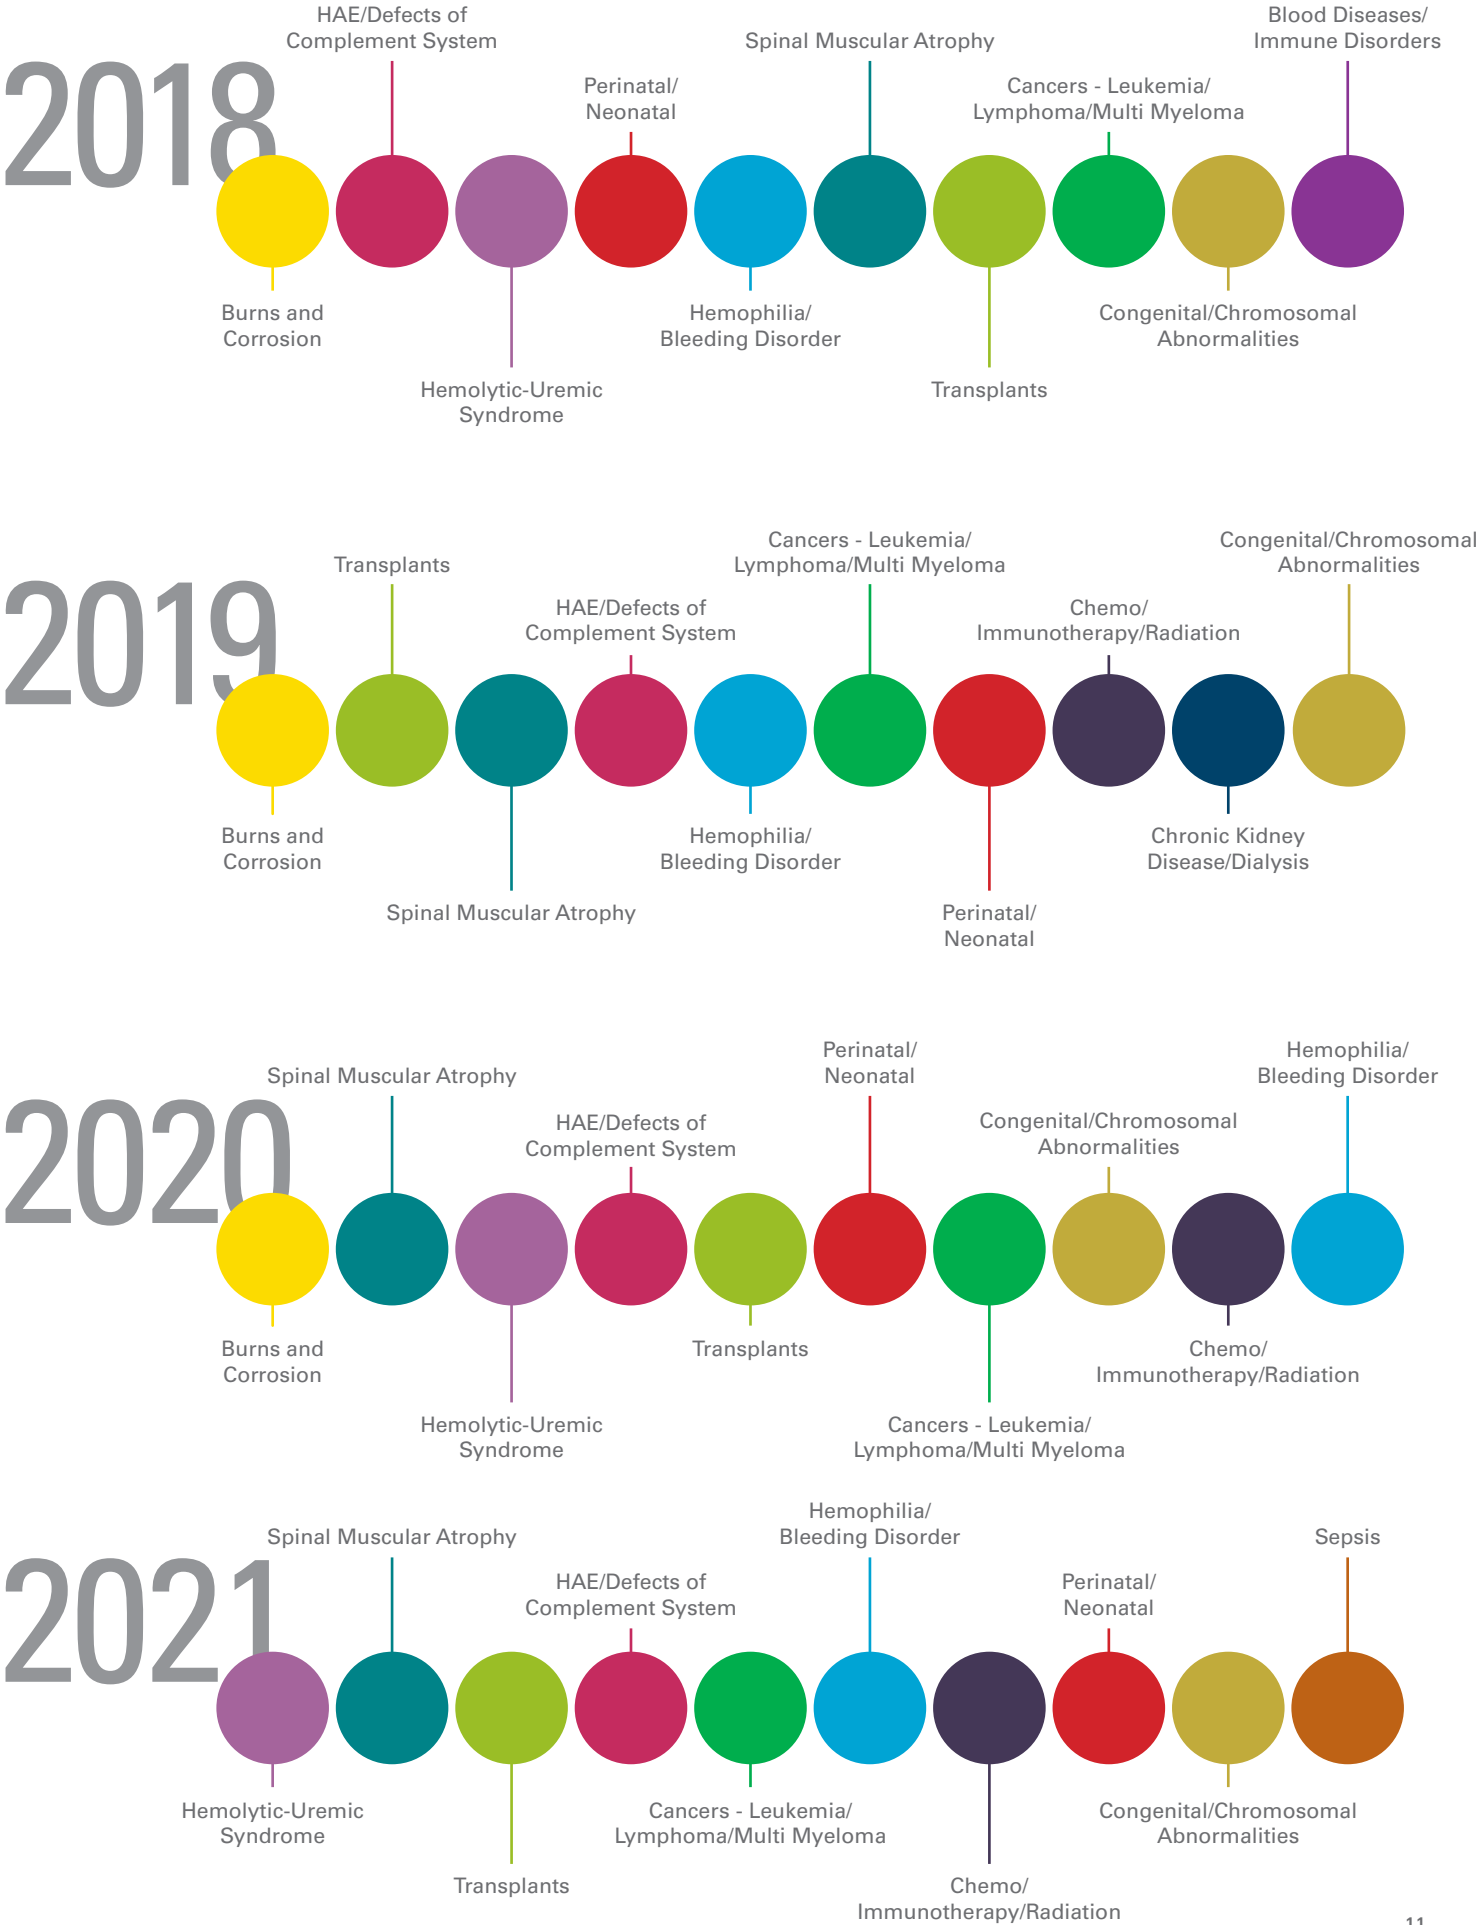 HAE/Defects of
Complement System
Spinal Muscular Atrophy
Blood Diseases/
Immune Disorders
2018
Perinatal/
Neonatal
Cancers - Leukemia/
Lymphoma/Multi Myeloma
Burns and
Corrosion
Hemophilia/
Bleeding Disorder
Congenital/Chromosomal
Abnormalities
Hemolytic-Uremic
Syndrome
Transplants
Transplants
Cancers - Leukemia/
Lymphoma/Multi Myeloma
Congenital/Chromosomal
Abnormalities
2019
HAE/Defects of
Complement System
Chemo/
Immunotherapy/Radiation
Burns and
Corrosion
Hemophilia/
Bleeding Disorder
Chronic Kidney
Disease/Dialysis
Spinal Muscular Atrophy
Perinatal/
Neonatal
Spinal Muscular Atrophy
Perinatal/
Neonatal
Hemophilia/
Bleeding Disorder
2020
HAE/Defects of
Complement System
Congenital/Chromosomal
Abnormalities
Burns and
Corrosion
Transplants
Chemo/
Immunotherapy/Radiation
Hemolytic-Uremic
Syndrome
Cancers - Leukemia/
Lymphoma/Multi Myeloma
Spinal Muscular Atrophy
Hemophilia/
Bleeding Disorder
Sepsis
2021
HAE/Defects of
Complement System
Perinatal/
Neonatal
Hemolytic-Uremic
Syndrome
Cancers - Leukemia/
Lymphoma/Multi Myeloma
Congenital/Chromosomal
Abnormalities
Transplants
Chemo/
Immunotherapy/Radiation
11